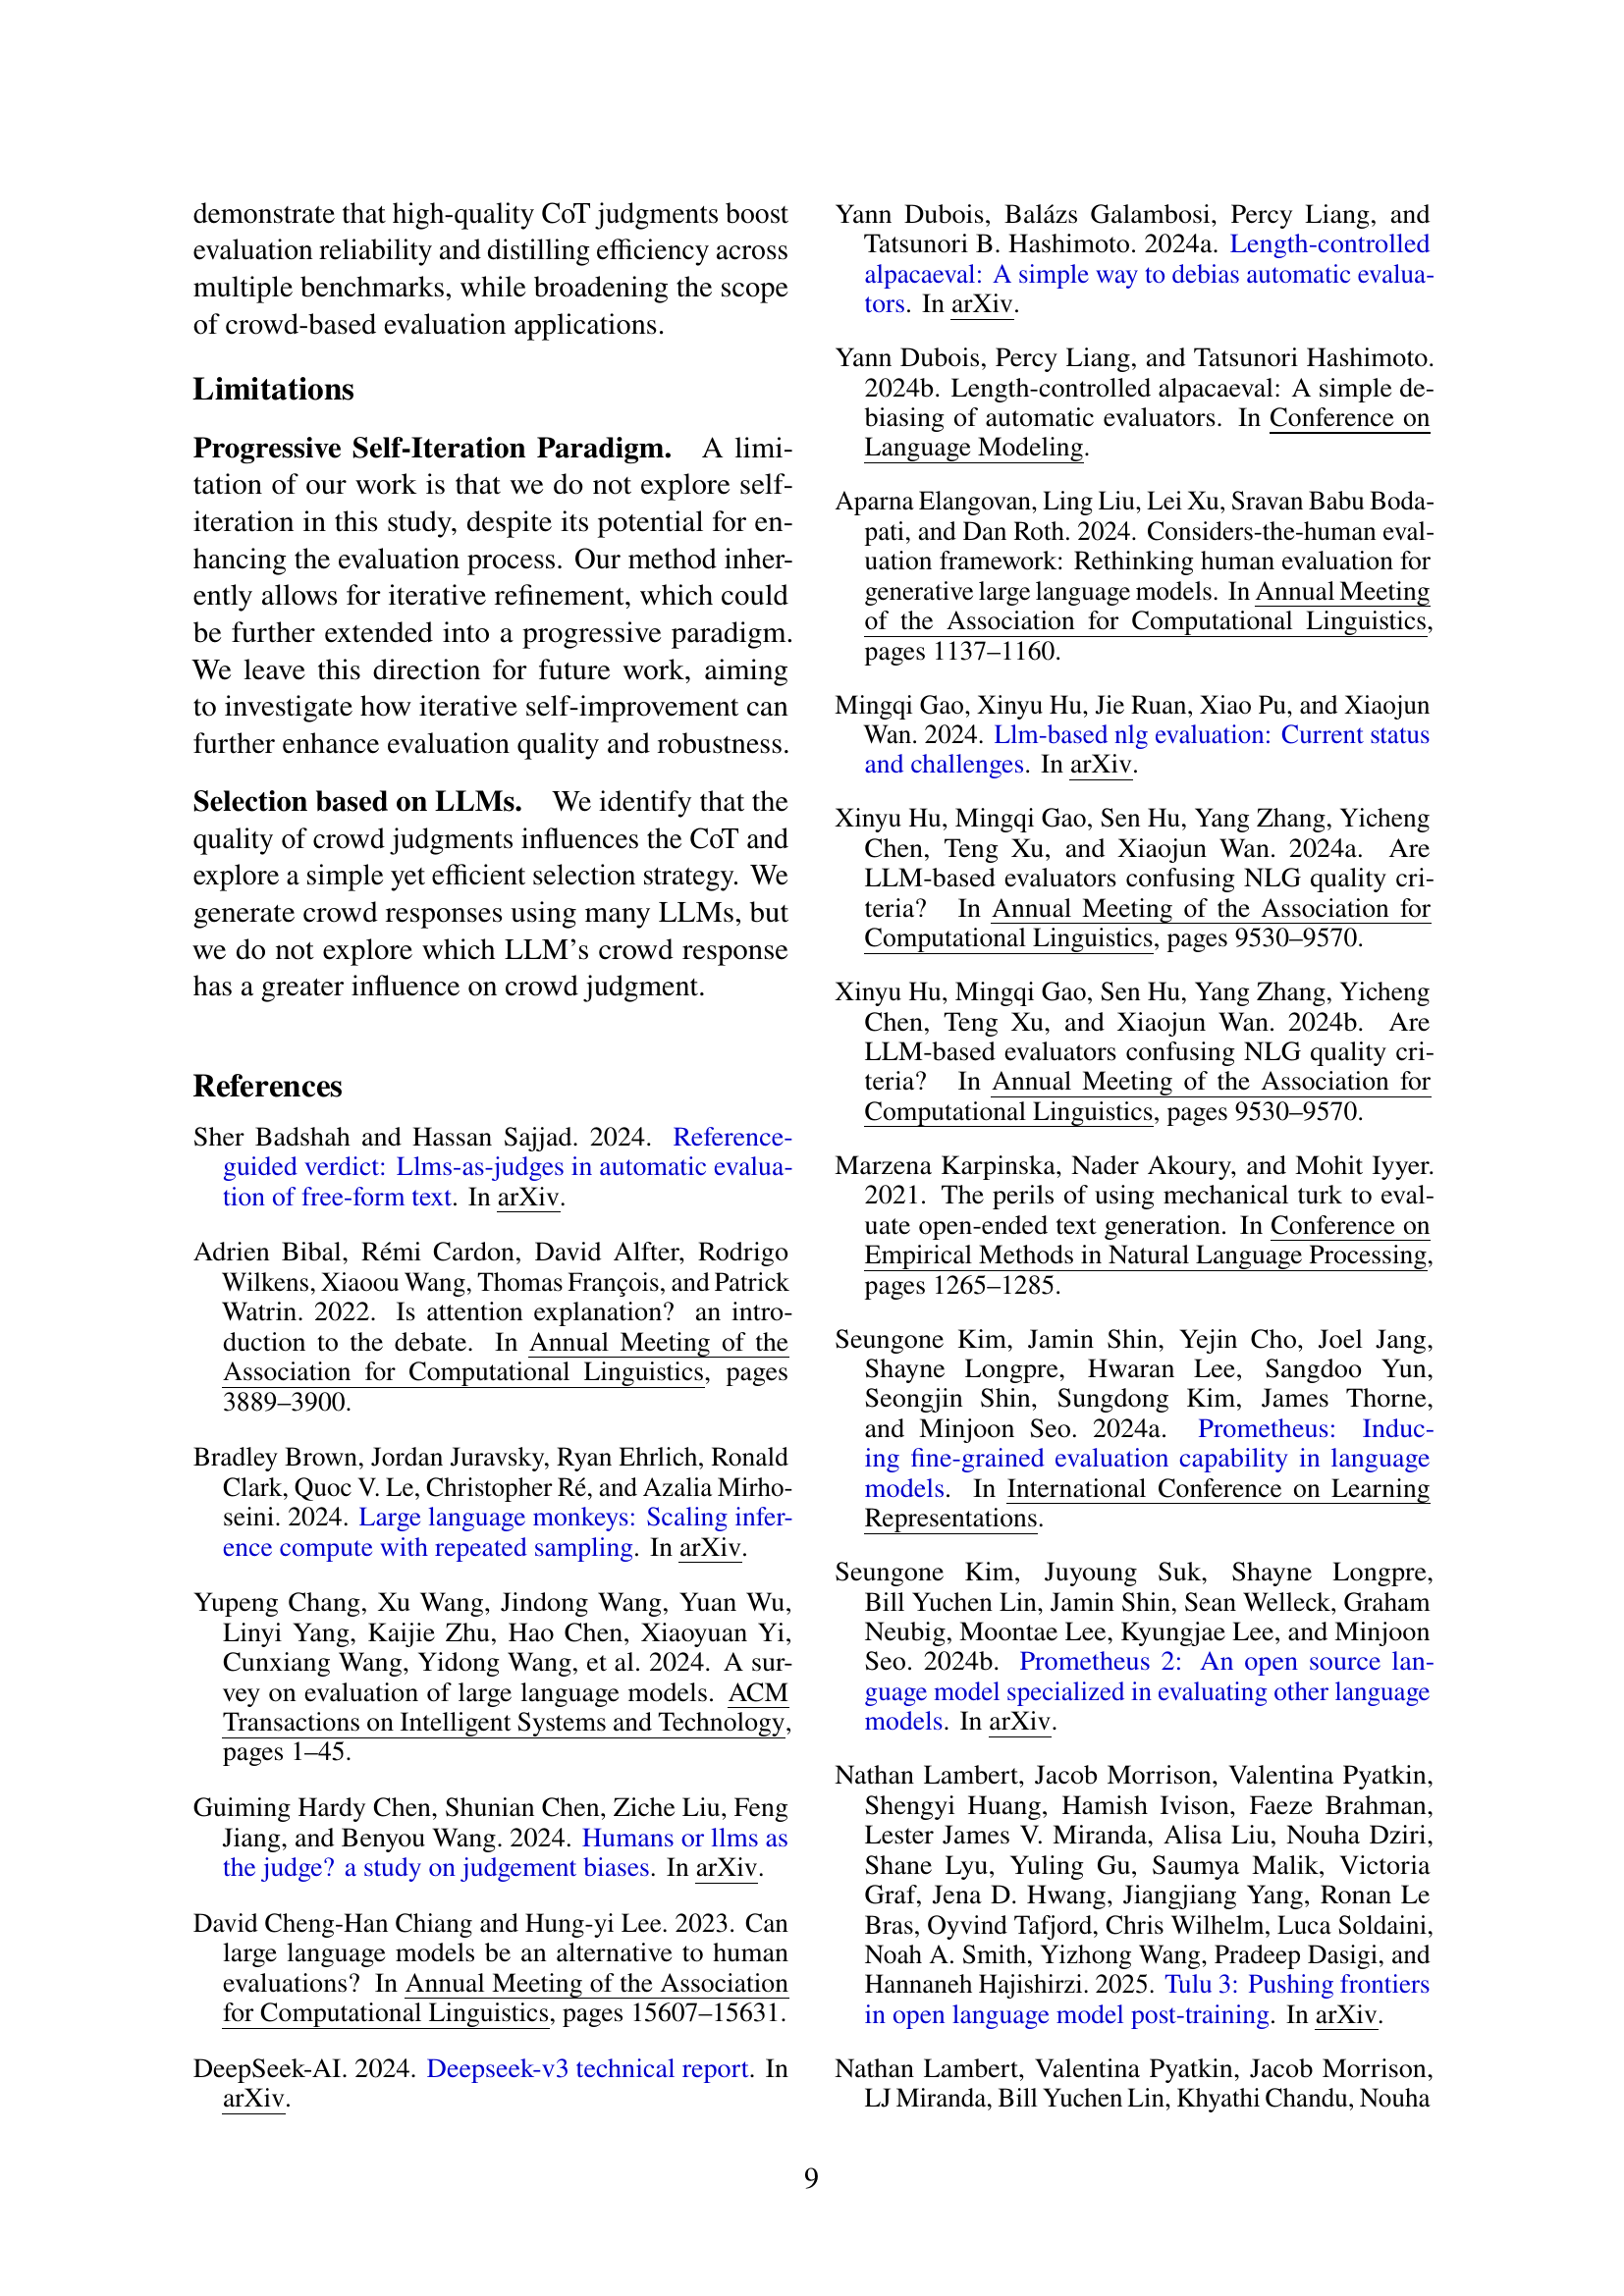 demonstrate that high-quality CoT judgments boost
evaluation reliability and distilling efficiency across
multiple benchmarks, while broadening the scope
of crowd-based evaluation applications.
Limitations
Progressive Self-Iteration Paradigm. A limi-
tation of our work is that we do not explore self-
iteration in this study, despite its potential for en-
hancing the evaluation process. Our method inher-
ently allows for iterative refinement, which could
be further extended into a progressive paradigm.
We leave this direction for future work, aiming
to investigate how iterative self-improvement can
further enhance evaluation quality and robustness.
Selection based on LLMs. We identify that the
quality of crowd judgments influences the CoT and
explore a simple yet efficient selection strategy. We
generate crowd responses using many LLMs, but
we do not explore which LLM's crowd response
has a greater influence on crowd judgment.
References
Sher Badshah and Hassan Sajjad. 2024. Reference-
guided verdict: Llms-as-judges in automatic evalua-
tion of free-form text. In arXiv.
Adrien Bibal, Rémi Cardon, David Alfter, Rodrigo
Wilkens, Xiaoou Wang, Thomas François, and Patrick
Watrin. 2022. Is attention explanation? an intro-
duction to the debate. In Annual Meeting of the
Association for Computational Linguistics, pages
3889–3900.
Bradley Brown, Jordan Juravsky, Ryan Ehrlich, Ronald
Clark, Quoc V. Le, Christopher Ré, and Azalia Mirho-
seini. 2024. Large language monkeys: Scaling infer-
ence compute with repeated sampling. In arXiv.
Yupeng Chang, Xu Wang, Jindong Wang, Yuan Wu,
Linyi Yang, Kaijie Zhu, Hao Chen, Xiaoyuan Yi,
Cunxiang Wang, Yidong Wang, et al. 2024. A sur-
vey on evaluation of large language models. ACM
Transactions on Intelligent Systems and Technology,
pages 1–45.
Guiming Hardy Chen, Shunian Chen, Ziche Liu, Feng
Jiang, and Benyou Wang. 2024. Humans or llms as
the judge? a study on judgement biases. In arXiv.
David Cheng-Han Chiang and Hung-yi Lee. 2023. Can
large language models be an alternative to human
evaluations? In Annual Meeting of the Association
for Computational Linguistics, pages 15607–15631.
DeepSeek-AI. 2024. Deepseek-v3 technical report. In
arXiv.
Yann Dubois, Balázs Galambosi, Percy Liang, and
Tatsunori B. Hashimoto. 2024a. Length-controlled
alpacaeval: A simple way to debias automatic evalua-
tors. In arXiv.
Yann Dubois, Percy Liang, and Tatsunori Hashimoto.
2024b. Length-controlled alpacaeval: A simple de-
biasing of automatic evaluators. In Conference on
Language Modeling.
Aparna Elangovan, Ling Liu, Lei Xu, Sravan Babu Boda-
pati, and Dan Roth. 2024. Considers-the-human eval-
uation framework: Rethinking human evaluation for
generative large language models. In Annual Meeting
of the Association for Computational Linguistics,
pages 1137–1160.
Mingqi Gao, Xinyu Hu, Jie Ruan, Xiao Pu, and Xiaojun
Wan. 2024. Llm-based nlg evaluation: Current status
and challenges. In arXiv.
Xinyu Hu, Mingqi Gao, Sen Hu, Yang Zhang, Yicheng
Chen, Teng Xu, and Xiaojun Wan. 2024a. Are
LLM-based evaluators confusing NLG quality cri-
teria? In Annual Meeting of the Association for
Computational Linguistics, pages 9530–9570.
Xinyu Hu, Mingqi Gao, Sen Hu, Yang Zhang, Yicheng
Chen, Teng Xu, and Xiaojun Wan. 2024b. Are
LLM-based evaluators confusing NLG quality cri-
teria? In Annual Meeting of the Association for
Computational Linguistics, pages 9530–9570.
Marzena Karpinska, Nader Akoury, and Mohit Iyyer.
2021. The perils of using mechanical turk to eval-
uate open-ended text generation. In Conference on
Empirical Methods in Natural Language Processing,
pages 1265–1285.
Seungone Kim, Jamin Shin, Yejin Cho, Joel Jang,
Shayne Longpre, Hwaran Lee, Sangdoo Yun,
Seongjin Shin, Sungdong Kim, James Thorne,
and Minjoon Seo. 2024a. Prometheus: Induc-
ing fine-grained evaluation capability in language
models. In International Conference on Learning
Representations.
Seungone Kim, Juyoung Suk, Shayne Longpre,
Bill Yuchen Lin, Jamin Shin, Sean Welleck, Graham
Neubig, Moontae Lee, Kyungjae Lee, and Minjoon
Seo. 2024b. Prometheus 2: An open source lan-
guage model specialized in evaluating other language
models. In arXiv.
Nathan Lambert, Jacob Morrison, Valentina Pyatkin,
Shengyi Huang, Hamish Ivison, Faeze Brahman,
Lester James V. Miranda, Alisa Liu, Nouha Dziri,
Shane Lyu, Yuling Gu, Saumya Malik, Victoria
Graf, Jena D. Hwang, Jiangjiang Yang, Ronan Le
Bras, Oyvind Tafjord, Chris Wilhelm, Luca Soldaini,
Noah A. Smith, Yizhong Wang, Pradeep Dasigi, and
Hannaneh Hajishirzi. 2025. Tulu 3: Pushing frontiers
in open language model post-training. In arXiv.
Nathan Lambert, Valentina Pyatkin, Jacob Morrison,
LJ Miranda, Bill Yuchen Lin, Khyathi Chandu, Nouha
9